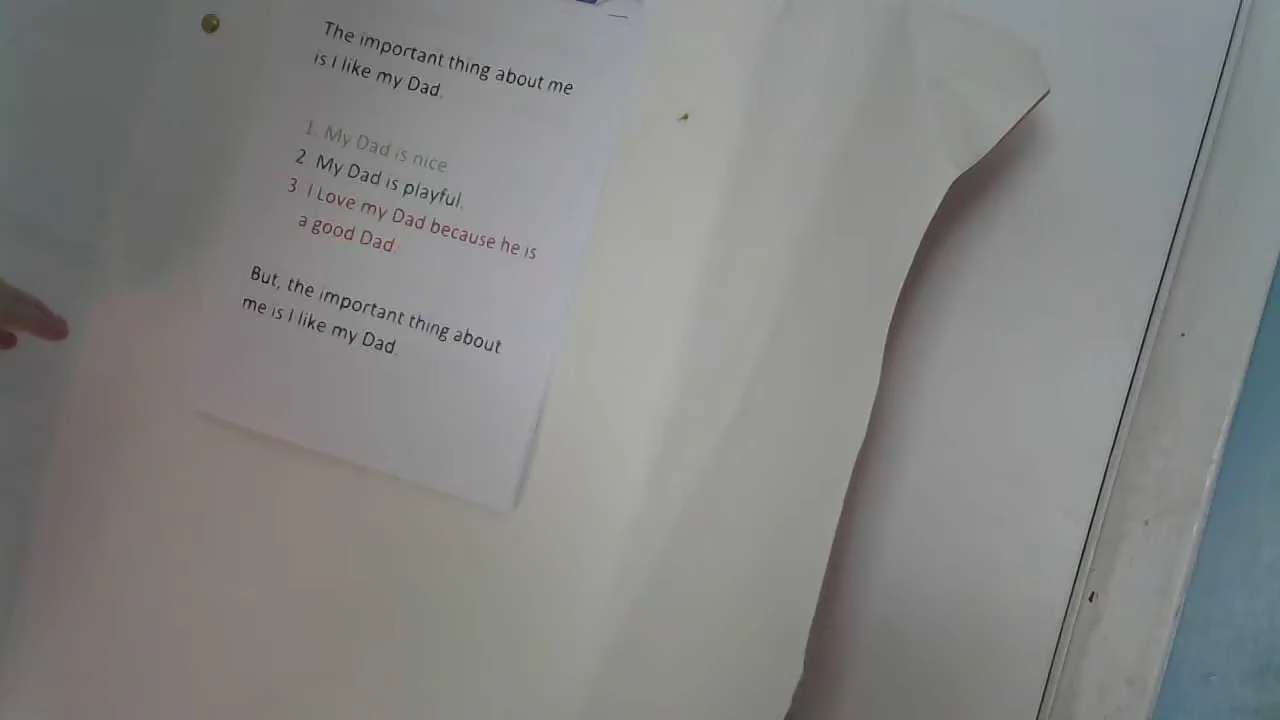 The important thing about me
is I like my Dad.
1. My Dad is nice
2 My Dad is playful.
3 I Love my Dad because he is
a good Dad.
But, the important thing about
me is I like my Dad.